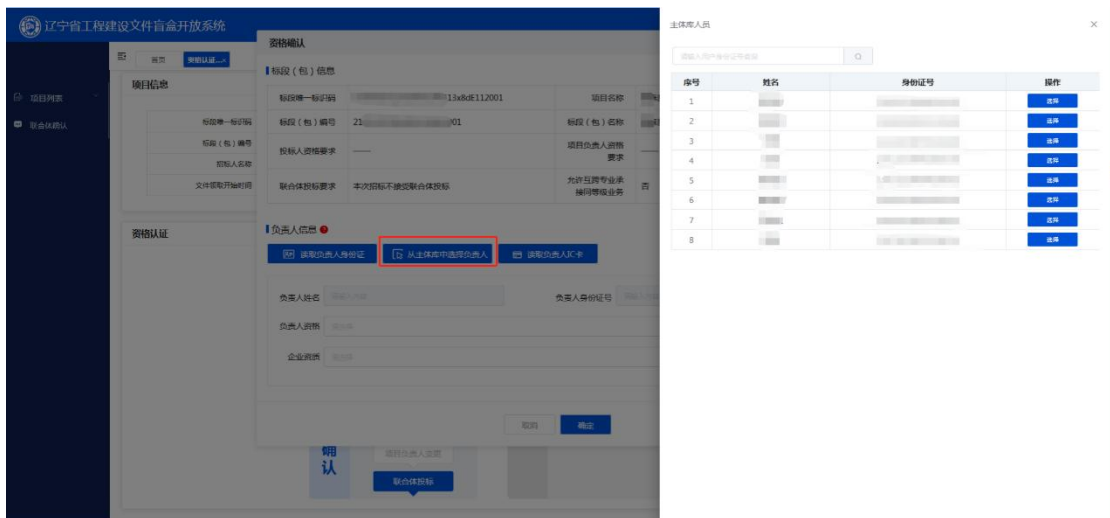 辽宁省工程建设文件盲盒开放系统
首页
资格认证...×
项目列表
联合体确认
项目信息
标段唯一标识码
标段（包）编号
招标人名称
文件领取开始时间
资格认证
资格确认
标段（包）信息
标段唯一标识码 13x8dE112001 项目名称
标段（包）编号 21 01 标段（包）名称
投标人资格要求 —— 项目负责人资格要求 —
联合体投标要求 本次招标不接受联合体投标 允许互跨专业承接同等级业务 否
负责人信息
读取负责人身份证 从主体库中选择负责人 读取负责人IC卡
负责人姓名 负责人身份证号
负责人资格
企业资质
取消 确定
确认
项目负责人变更
联合体投标
主体库人员 ×
序号 姓名 身份证号 操作
1 选择
2 选择
3 选择
4 选择
5 选择
6 选择
7 选择
8 选择